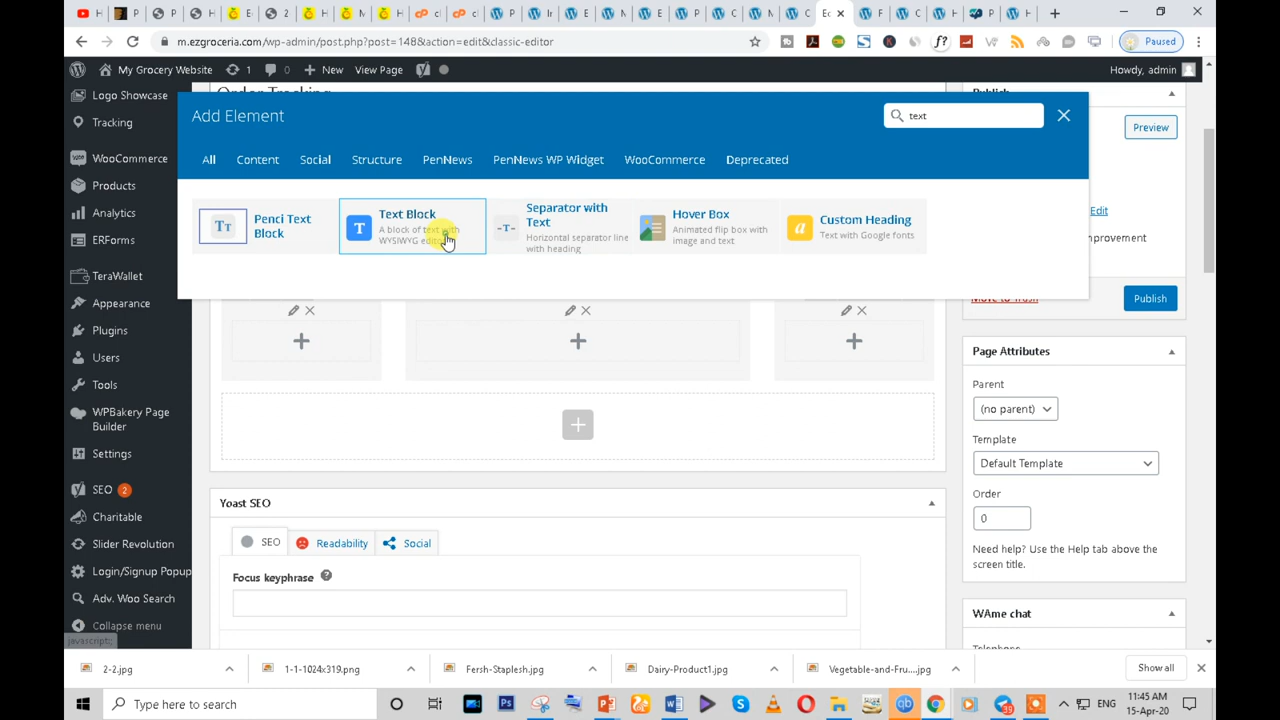 m.ezgroceria.com/wp-admin/post.php?post=148&action=edit&classic-editor
Paused
My Grocery Website
1
0
New
View Page
Howdy, admin
Logo Showcase
Tracking
WooCommerce
Products
Analytics
ERForms
TeraWallet
Appearance
Plugins
Users
Tools
WPBakery Page
Builder
Settings
SEO 2
Charitable
Slider Revolution
Login/Signup Popup
Adv. Woo Search
Collapse menu
javascript:;
Order Tracking
Add Element
text
All
Content
Social
Structure
PenNews
PenNews WP Widget
WooCommerce
Deprecated
Penci Text
Block
Text Block
A block of text with
WYSIWYG editor
Separator with
Text
Horizontal separator line
with heading
Hover Box
Animated flip box with
image and text
Custom Heading
Text with Google fonts
Yoast SEO
SEO
Readability
Social
Focus keyphrase
Publish
Preview
Edit
Move to Trash
Publish
Page Attributes
Parent
(no parent)
Template
Default Template
Order
0
Need help? Use the Help tab above the
screen title.
WAme chat
Telephone
2-2.jpg
1-1-1024x319.png
Fersh-Staplesh.jpg
Dairy-Product1.jpg
Vegetable-and-Fru....jpg
Show all
Type here to search
ENG
11:45 AM
15-Apr-20